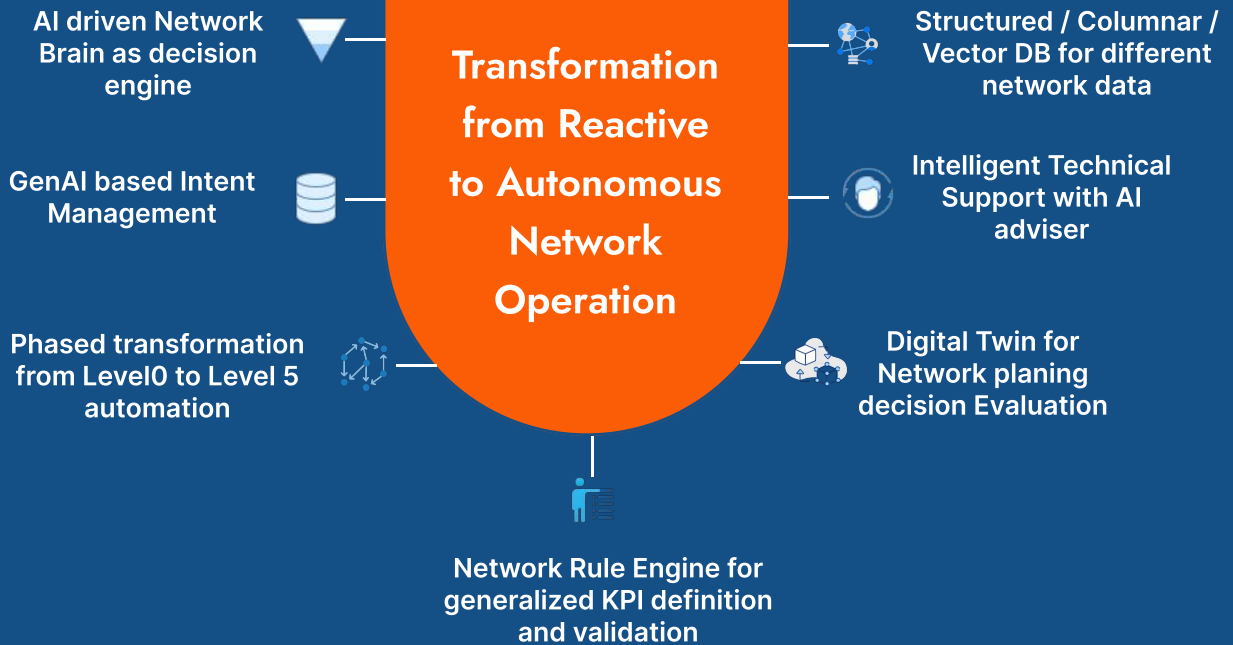 AI driven Network
Brain as decision
engine
GenAI based Intent
Management
Phased transformation
from Level0 to Level 5
automation
Transformation
from Reactive
to Autonomous
Network
Operation
Structured / Columnar /
Vector DB for different
network data
Intelligent Technical
Support with AI
adviser
Digital Twin for
Network planing
decision Evaluation
Network Rule Engine for
generalized KPI definition
and validation